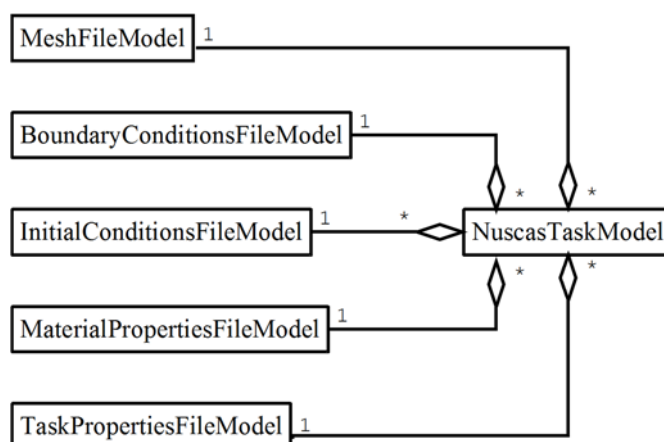 MeshFileModel
1
BoundaryConditionsFileModel
1
* *
InitialConditionsFileModel
1
*
NuscasTaskModel
* *
MaterialPropertiesFileModel
1
TaskPropertiesFileModel
1